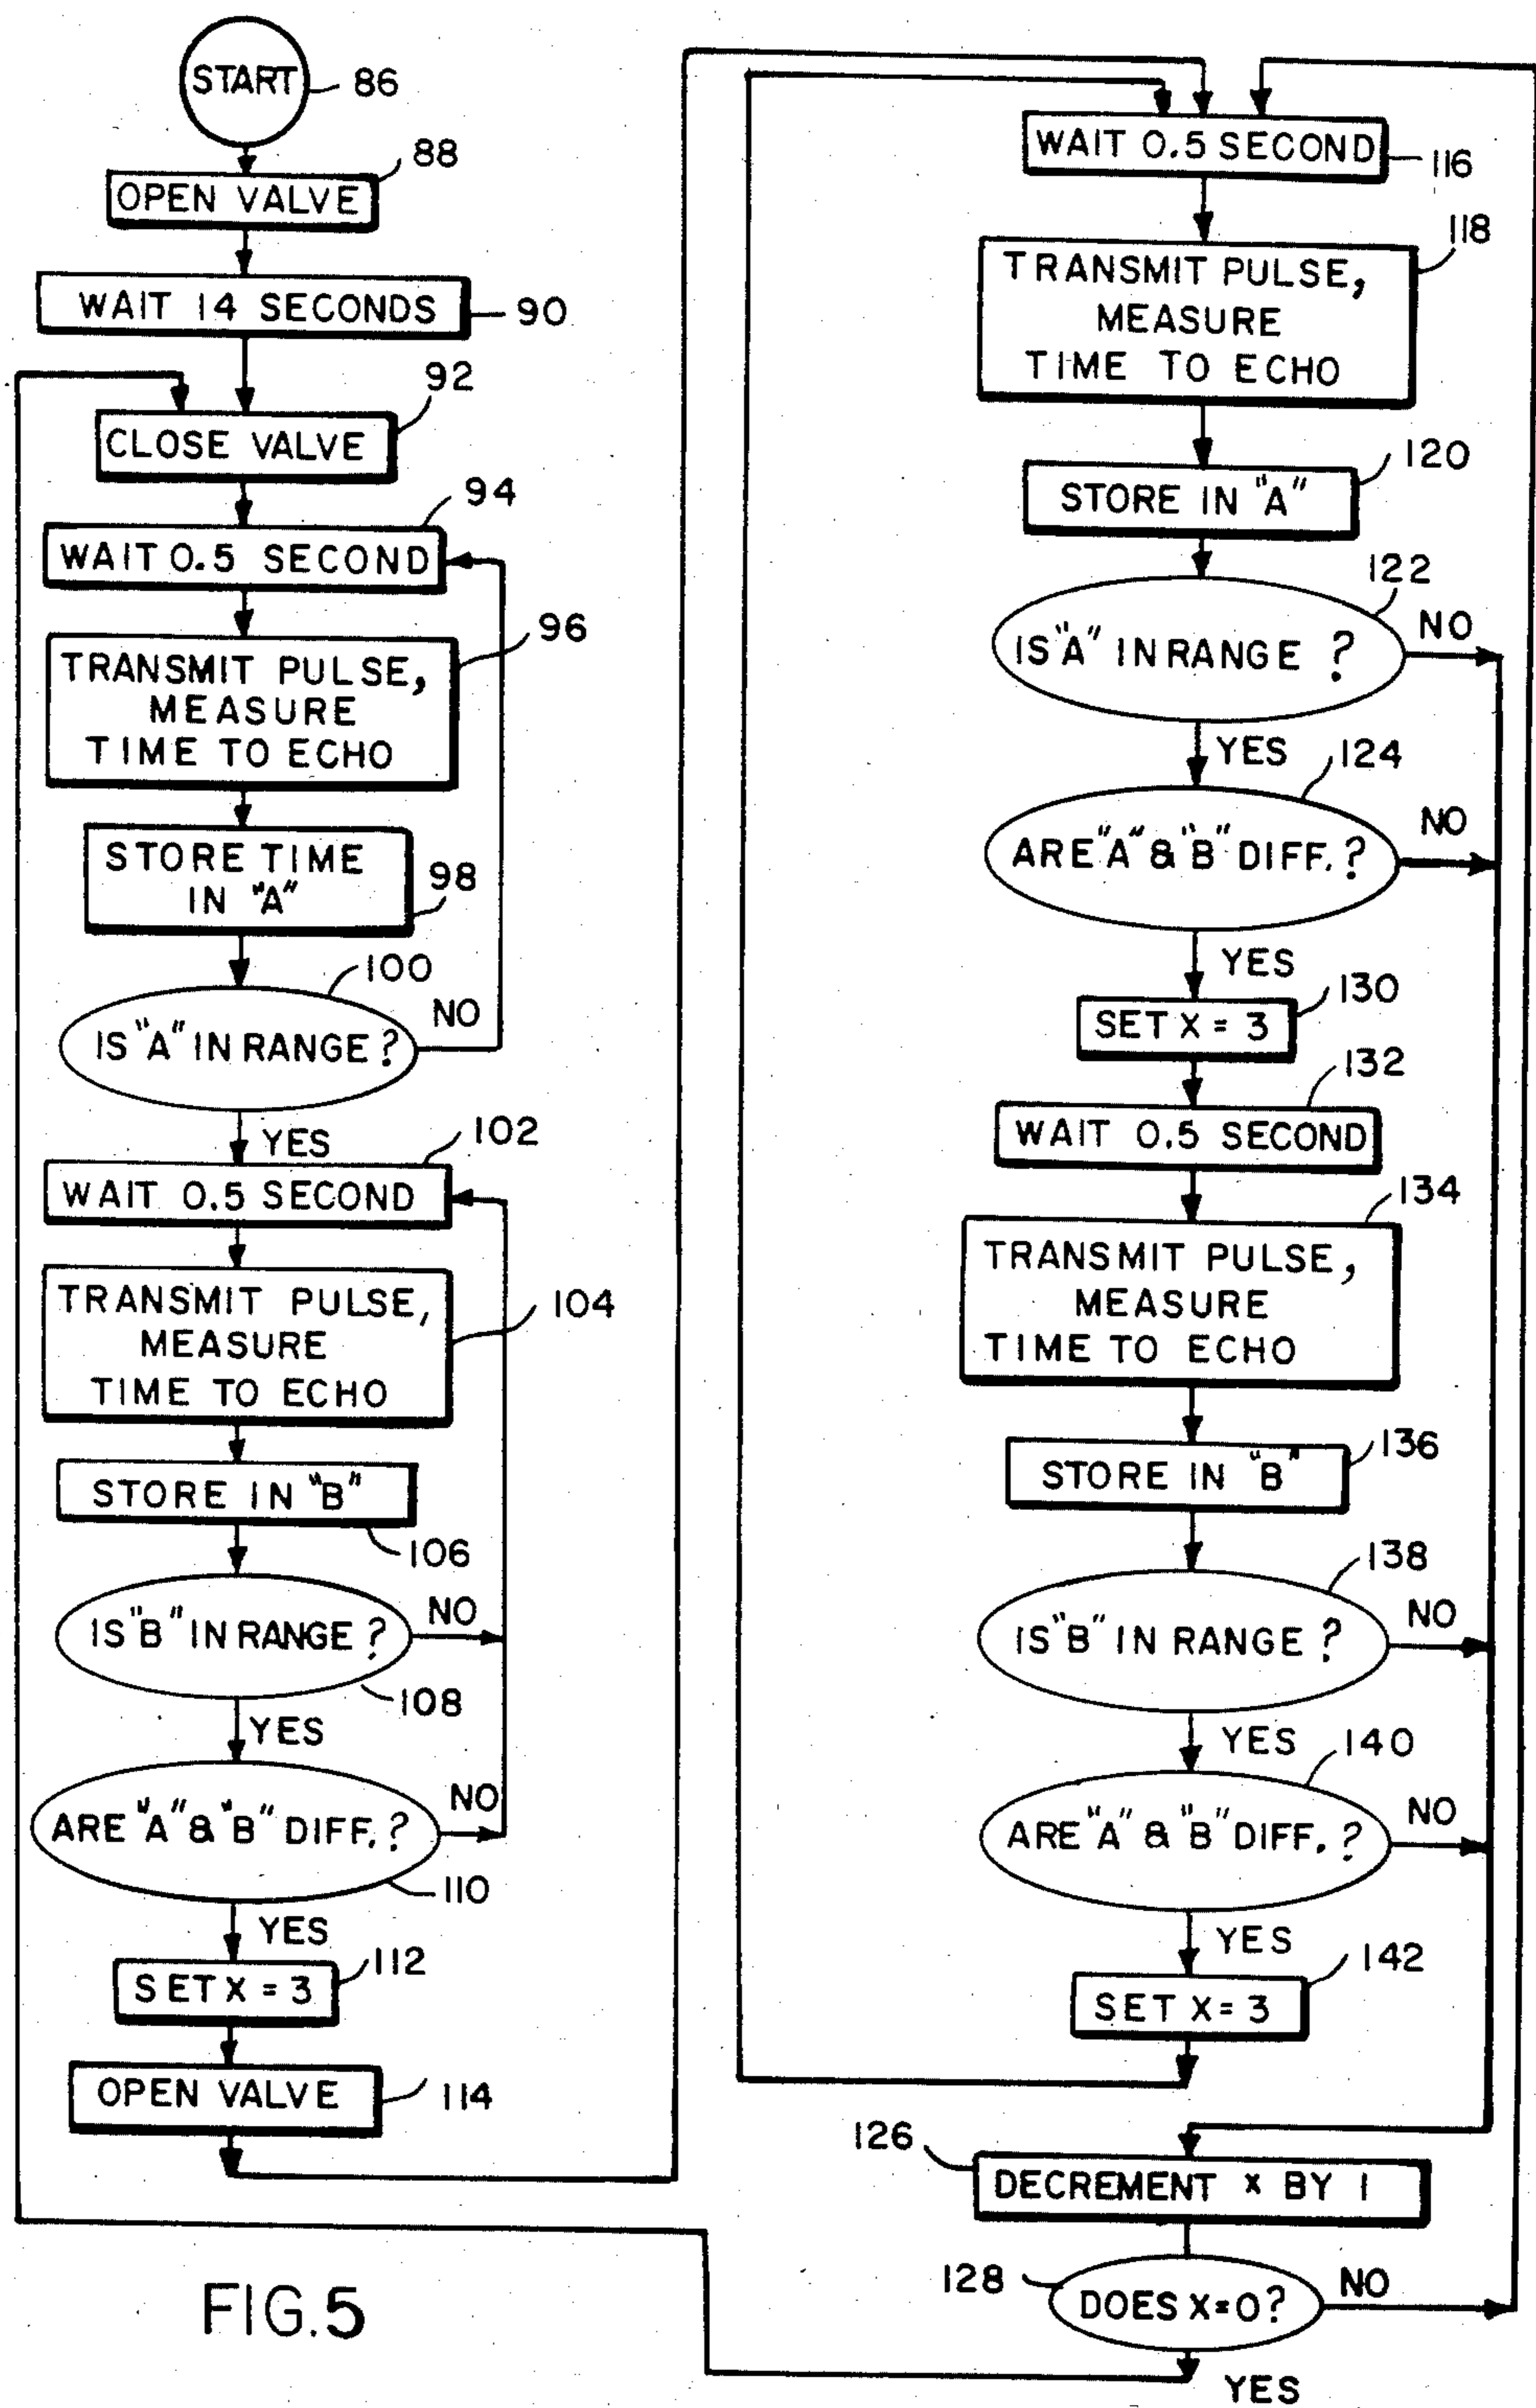 START
86
88
OPEN VALVE
WAIT 14 SECONDS
90
92
CLOSE VALVE
94
WAIT 0.5 SECOND
96
TRANSMIT PULSE,
MEASURE
TIME TO ECHO
STORE TIME
IN "A"
98
100
IS "A" IN RANGE ?
NO
YES
102
WAIT 0.5 SECOND
TRANSMIT PULSE,
MEASURE
TIME TO ECHO
104
STORE IN "B"
106
IS "B" IN RANGE ?
NO
108
YES
ARE "A" & "B" DIFF. ?
NO
110
YES
SET X = 3
112
OPEN VALVE
114
WAIT 0.5 SECOND
116
118
TRANSMIT PULSE,
MEASURE
TIME TO ECHO
120
STORE IN "A"
122
IS "A" IN RANGE ?
NO
YES
124
ARE "A" & "B" DIFF. ?
NO
YES
130
SET X = 3
132
WAIT 0.5 SECOND
134
TRANSMIT PULSE,
MEASURE
TIME TO ECHO
136
STORE IN "B"
138
IS "B" IN RANGE ?
NO
YES
140
ARE "A" & "B" DIFF. ?
NO
YES
142
SET X = 3
126
DECREMENT X BY 1
128
DOES X=0?
NO
YES
FIG.5